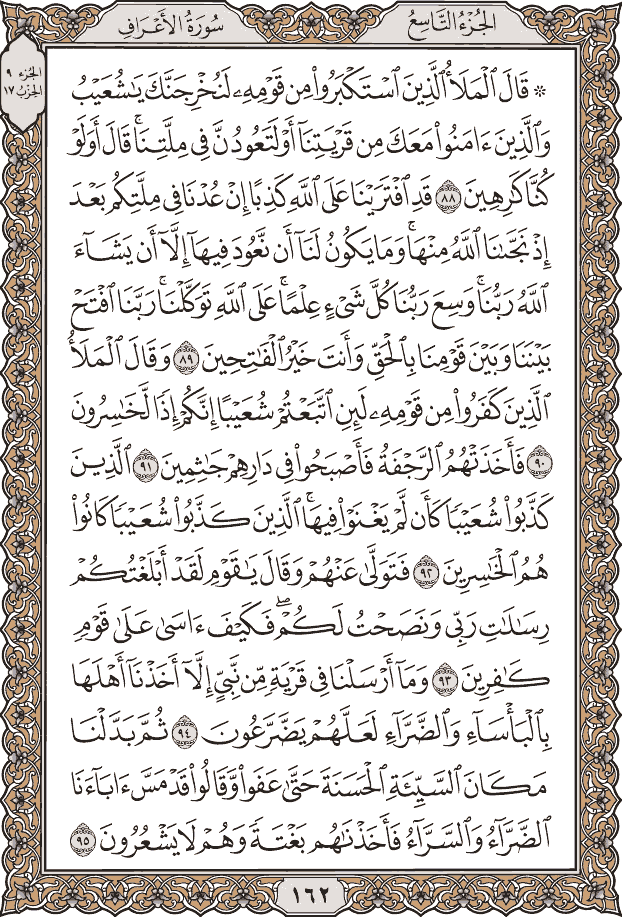 الجُزْءُ التَّاسِعُ
سُورَةُ الأَعْرَافِ
الجزء ٩
الحزب ١٧
۞ قَالَ ٱلْمَلَأُ ٱلَّذِينَ ٱسْتَكْبَرُوا۟ مِن قَوْمِهِۦ لَنُخْرِجَنَّكَ يَـٰشُعَيْبُ
وَٱلَّذِينَ ءَامَنُوا۟ مَعَكَ مِن قَرْيَتِنَآ أَوْ لَتَعُودُنَّ فِى مِلَّتِنَا ۚ قَالَ أَوَلَوْ
كُنَّا كَـٰرِهِينَ ٨٨ قَدِ ٱفْتَرَيْنَا عَلَى ٱللَّهِ كَذِبًا إِنْ عُدْنَا فِى مِلَّتِكُم بَعْدَ
إِذْ نَجَّىٰنَا ٱللَّهُ مِنْهَا ۚ وَمَا يَكُونُ لَنَآ أَن نَّعُودَ فِيهَآ إِلَّآ أَن يَشَآءَ
ٱللَّهُ رَبُّنَا ۚ وَسِعَ رَبُّنَا كُلَّ شَىْءٍ عِلْمًا ۚ عَلَى ٱللَّهِ تَوَكَّلْنَا ۚ رَبَّنَا ٱفْتَحْ
بَيْنَنَا وَبَيْنَ قَوْمِنَا بِٱلْحَقِّ وَأَنتَ خَيْرُ ٱلْفَـٰتِحِينَ ٨٩ وَقَالَ ٱلْمَلَأُ
ٱلَّذِينَ كَفَرُوا۟ مِن قَوْمِهِۦ لَئِنِ ٱتَّبَعْتُمْ شُعَيْبًا إِنَّكُمْ إِذًا لَّخَـٰسِرُونَ
٩٠ فَأَخَذَتْهُمُ ٱلرَّجْفَةُ فَأَصْبَحُوا۟ فِى دَارِهِمْ جَـٰثِمِينَ ٩١ ٱلَّذِينَ
كَذَّبُوا۟ شُعَيْبًا كَأَن لَّمْ يَغْنَوْا۟ فِيهَا ۚ ٱلَّذِينَ كَذَّبُوا۟ شُعَيْبًا كَانُوا۟
هُمُ ٱلْخَـٰسِرِينَ ٩٢ فَتَوَلَّىٰ عَنْهُمْ وَقَالَ يَـٰقَوْمِ لَقَدْ أَبْلَغْتُكُمْ
رِسَـٰلَـٰتِ رَبِّى وَنَصَحْتُ لَكُمْ ۖ فَكَيْفَ ءَاسَىٰ عَلَىٰ قَوْمٍ
كَـٰفِرِينَ ٩٣ وَمَآ أَرْسَلْنَا فِى قَرْيَةٍ مِّن نَّبِىٍّ إِلَّآ أَخَذْنَآ أَهْلَهَا
بِٱلْبَأْسَآءِ وَٱلضَّرَّآءِ لَعَلَّهُمْ يَضَّرَّعُونَ ٩٤ ثُمَّ بَدَّلْنَا
مَكَانَ ٱلسَّيِّئَةِ ٱلْحَسَنَةَ حَتَّىٰ عَفَوا۟ وَّقَالُوا۟ قَدْ مَسَّ ءَابَآءَنَا
ٱلضَّرَّآءُ وَٱلسَّرَّآءُ فَأَخَذْنَـٰهُم بَغْتَةً وَهُمْ لَا يَشْعُرُونَ ٩٥
١٦٢